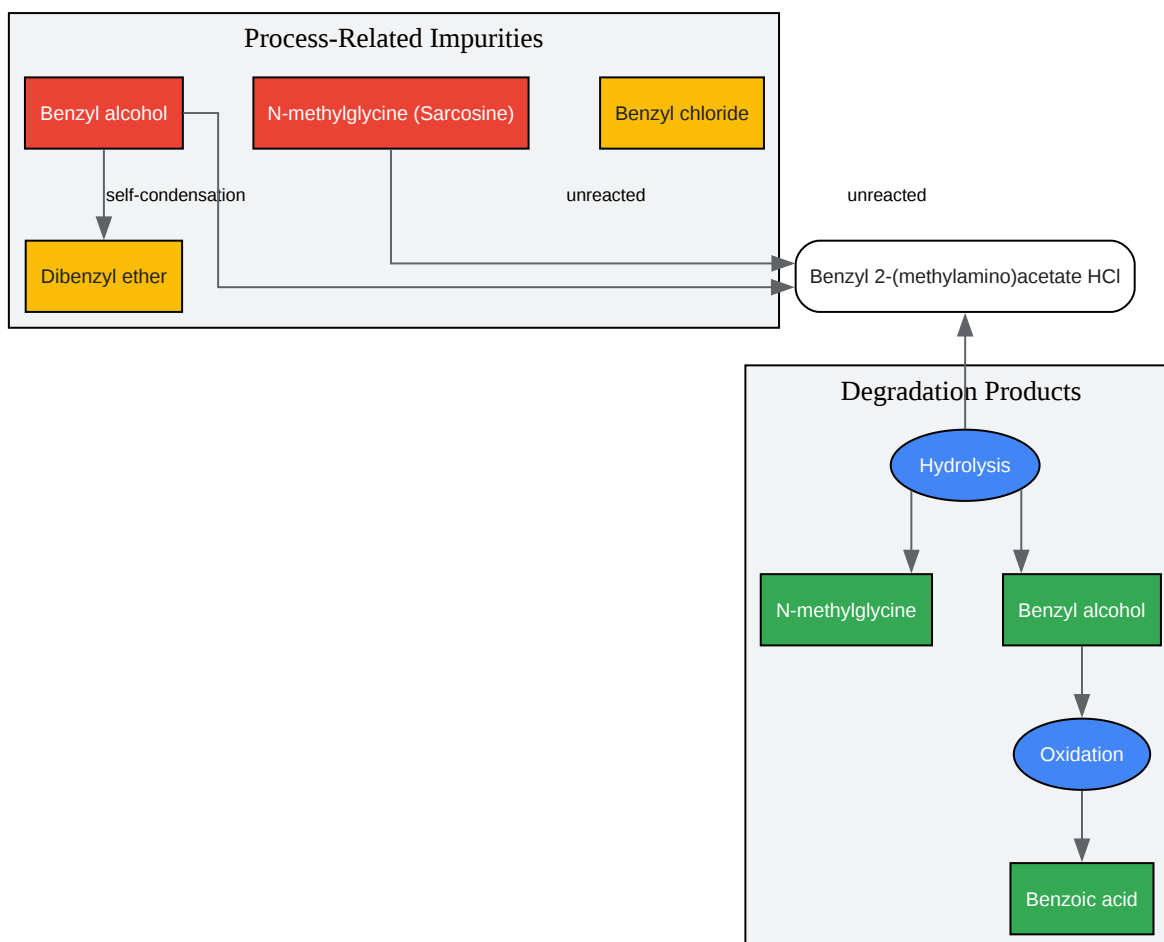 Process-Related Impurities
Benzyl alcohol
N-methylglycine (Sarcosine)
Benzyl chloride
self-condensation
unreacted
unreacted
Dibenzyl ether
Benzyl 2-(methylamino)acetate HCl
Degradation Products
Hydrolysis
N-methylglycine
Benzyl alcohol
Oxidation
Benzoic acid